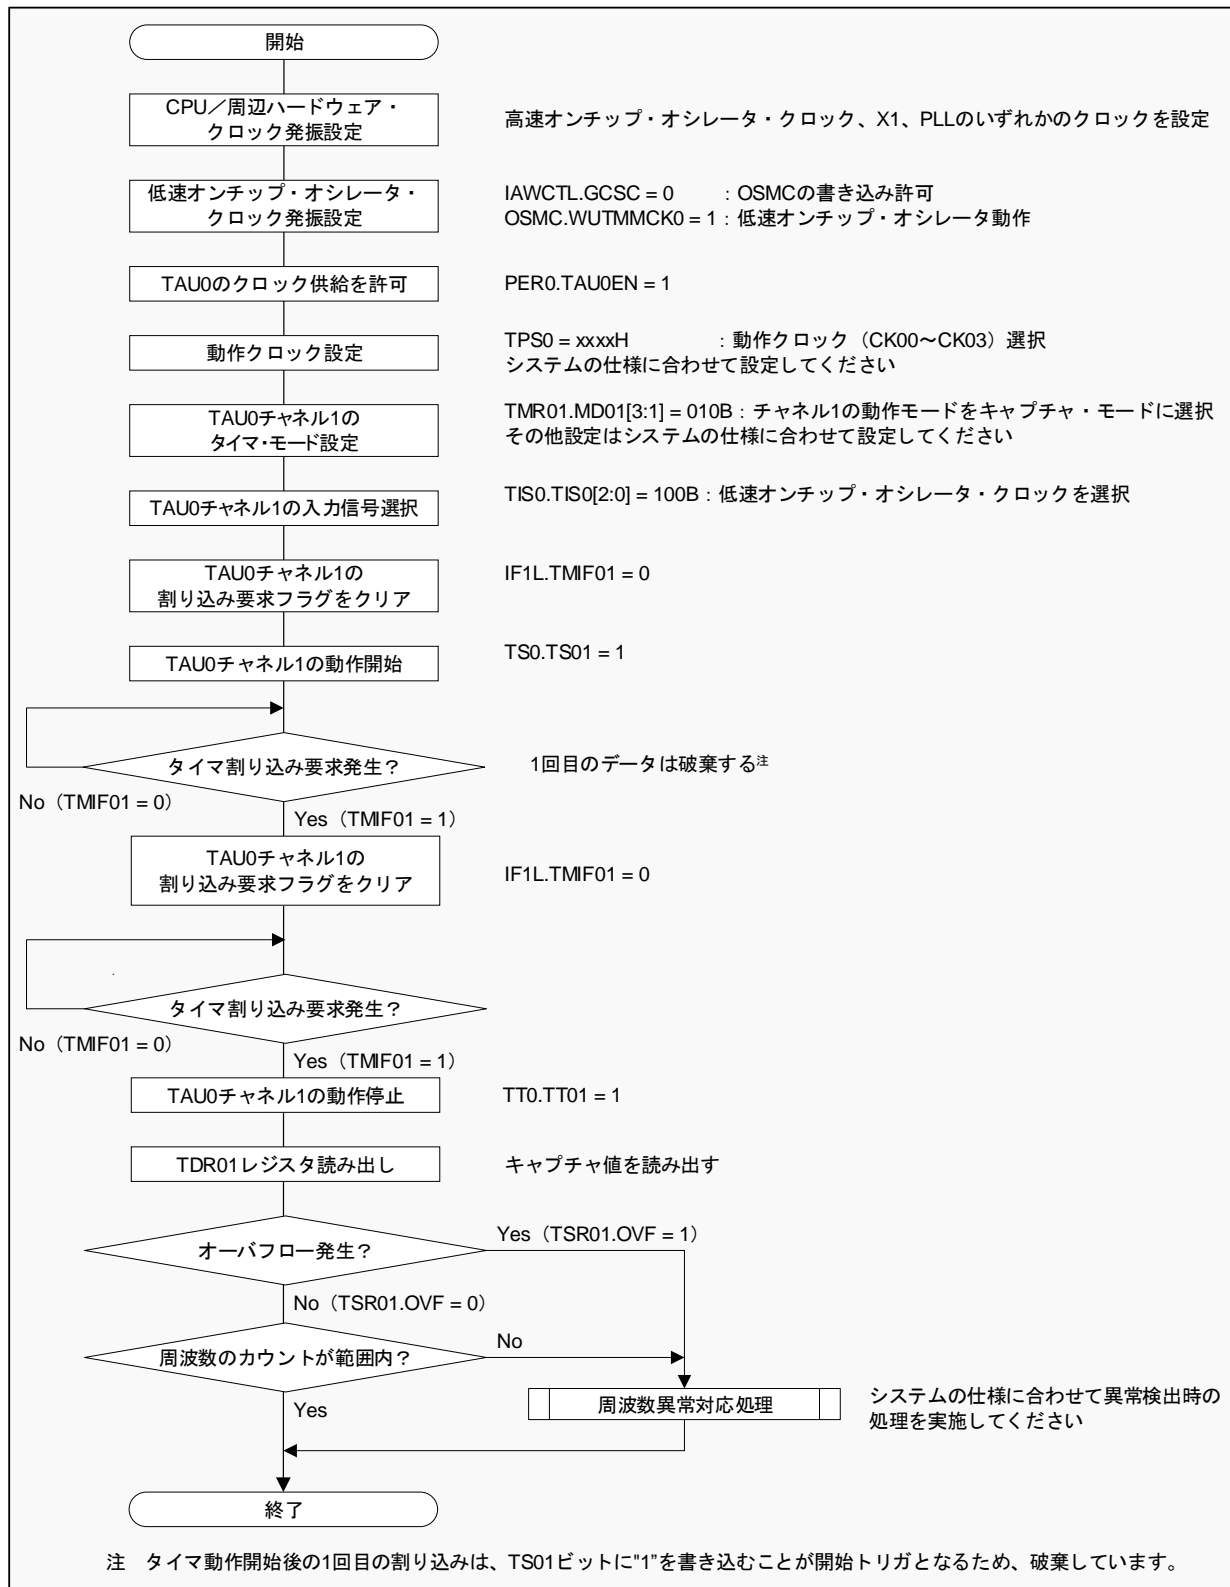 開始
CPU／周辺ハードウェア・
クロック発振設定
高速オンチップ・オシレータ・クロック、X1、PLLのいずれかのクロックを設定
低速オンチップ・オシレータ・
クロック発振設定
IAWCTL.GCSC = 0 ：OSMCの書き込み許可
OSMC.WUTMMCK0 = 1：低速オンチップ・オシレータ動作
TAU0のクロック供給を許可
PER0.TAU0EN = 1
動作クロック設定
TPS0 = xxxxH ：動作クロック（CK00～CK03）選択
システムの仕様に合わせて設定してください
TAU0チャネル1の
タイマ・モード設定
TMR01.MD01[3:1] = 010B：チャネル1の動作モードをキャプチャ・モードに選択
その他設定はシステムの仕様に合わせて設定してください
TAU0チャネル1の入力信号選択
TIS0.TIS0[2:0] = 100B：低速オンチップ・オシレータ・クロックを選択
TAU0チャネル1の
割り込み要求フラグをクリア
IF1L.TMIF01 = 0
TAU0チャネル1の動作開始
TS0.TS01 = 1
タイマ割り込み要求発生？
1回目のデータは破棄する注
No（TMIF01 = 0）
Yes（TMIF01 = 1）
TAU0チャネル1の
割り込み要求フラグをクリア
IF1L.TMIF01 = 0
タイマ割り込み要求発生？
No（TMIF01 = 0）
Yes（TMIF01 = 1）
TAU0チャネル1の動作停止
TT0.TT01 = 1
TDR01レジスタ読み出し
キャプチャ値を読み出す
オーバフロー発生？
Yes（TSR01.OVF = 1）
No（TSR01.OVF = 0）
周波数のカウントが範囲内？
No
Yes
周波数異常対応処理
システムの仕様に合わせて異常検出時の
処理を実施してください
終了
注 タイマ動作開始後の1回目の割り込みは、TS01ビットに"1"を書き込むことが開始トリガとなるため、破棄しています。